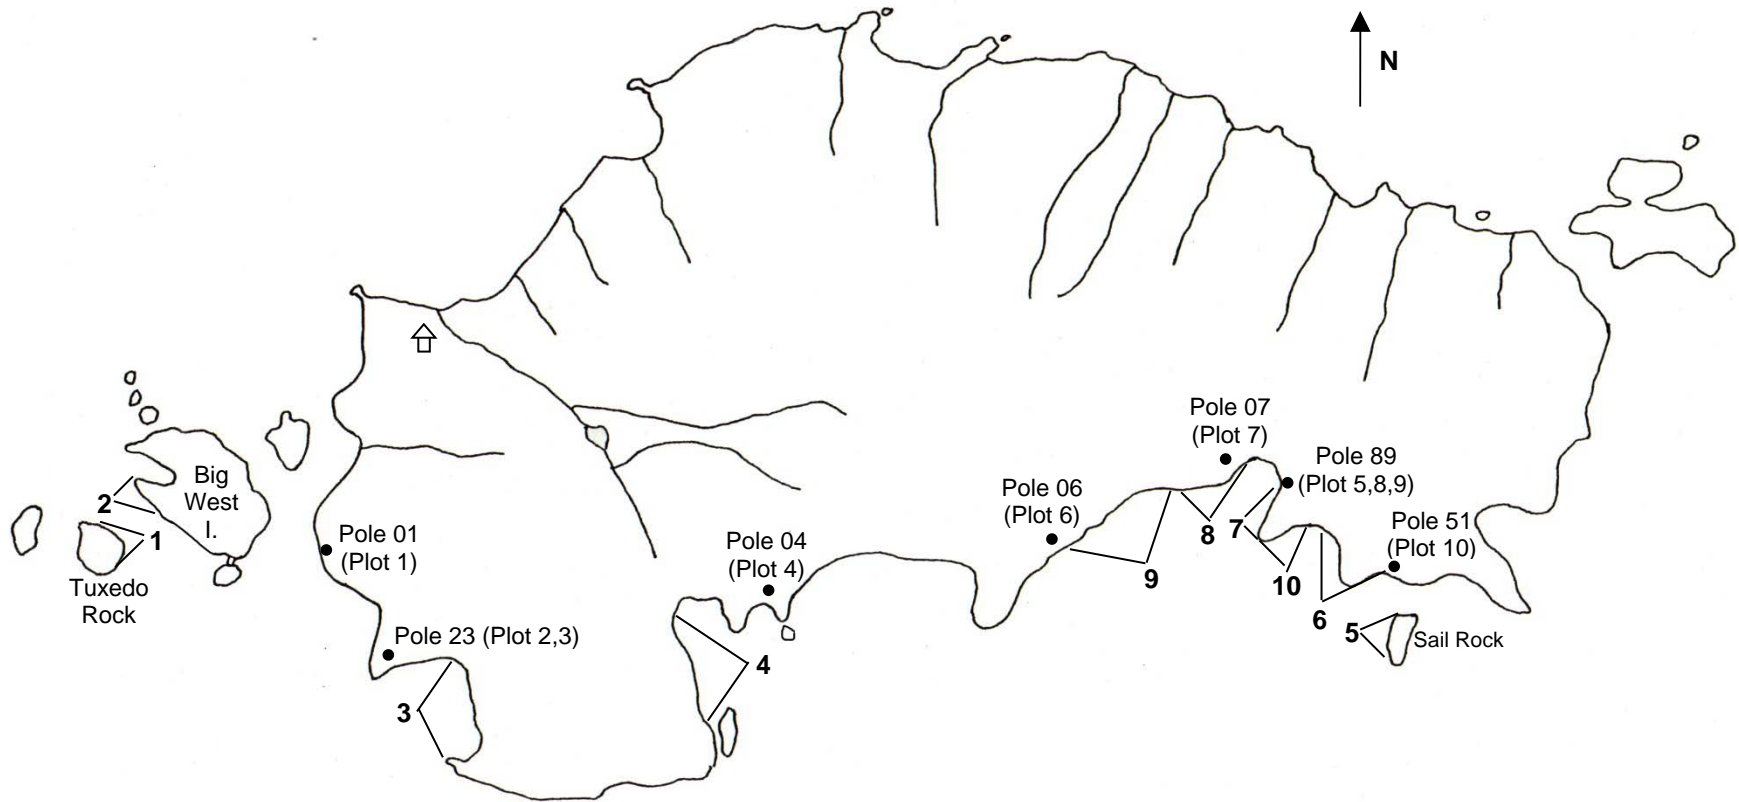 N
Pole 07
(Plot 7)
Pole 89
(Plot 5,8,9)
Big
West
I.
2
1
Tuxedo
Rock
Pole 01
(Plot 1)
Pole 06
(Plot 6)
Pole 51
(Plot 10)
8
7
9
10
Pole 04
(Plot 4)
6
5
Sail Rock
Pole 23 (Plot 2,3)
4
3